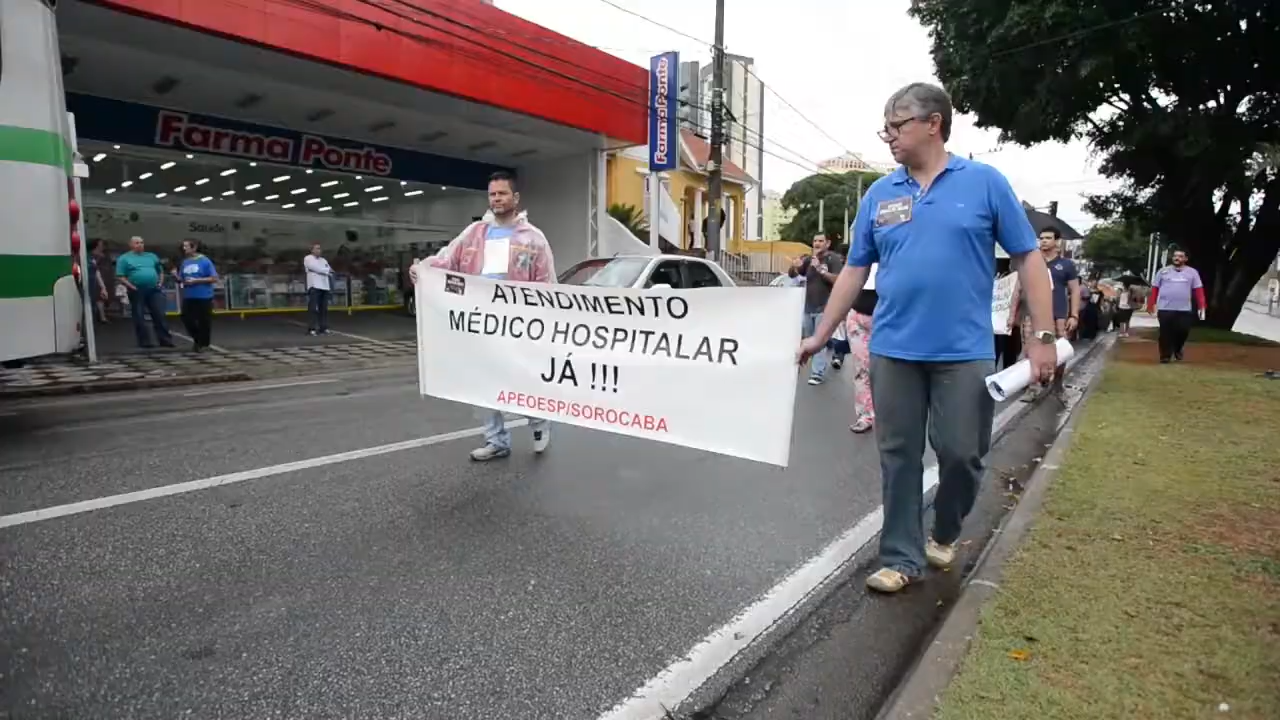 Farma Ponte
Farma Ponte
Saúde
ATENDIMENTO
MÉDICO HOSPITALAR
JÁ !!!
APEOESP/SOROCABA